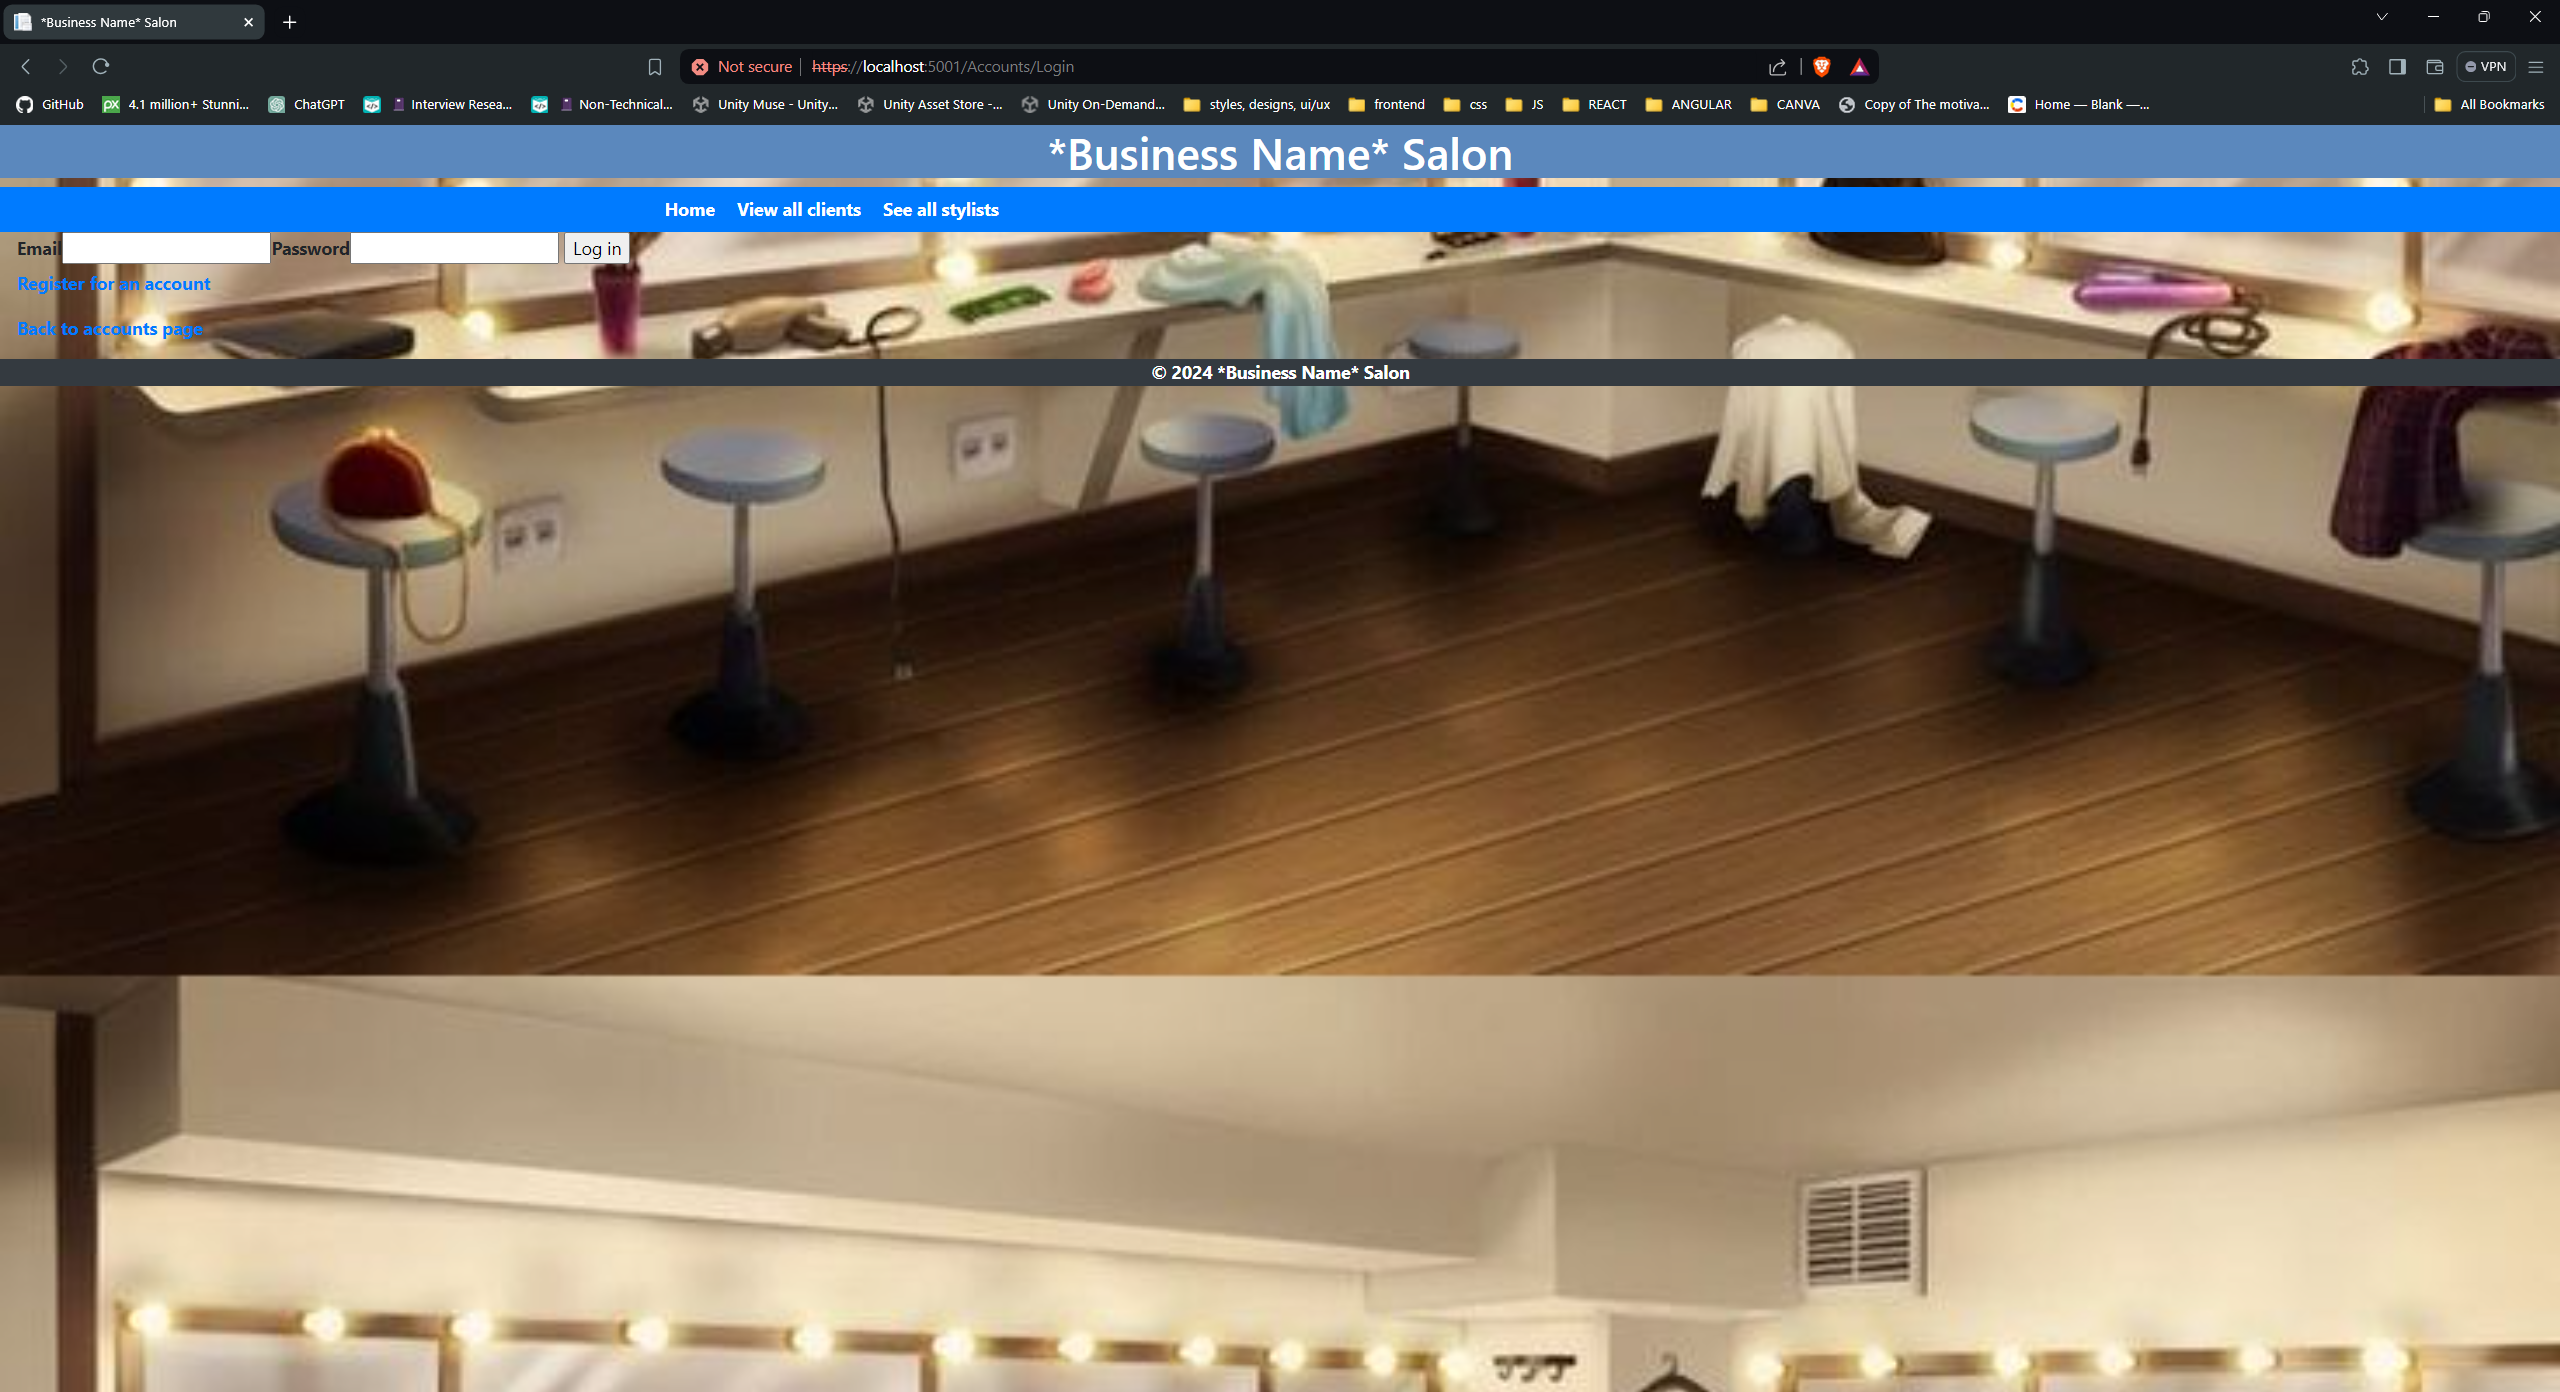 *Business Name* Salon
Not secure https://localhost:5001/Accounts/Login VPN
GitHub 4.1 million+ Stunni... ChatGPT Interview Resea... Non-Technical... Unity Muse - Unity... Unity Asset Store -... Unity On-Demand... styles, designs, ui/ux frontend css JS REACT ANGULAR CANVA Copy of The motiva... Home — Blank —... All Bookmarks
*Business Name* Salon
Home View all clients See all stylists
Email Password Log in
Register for an account
Back to accounts page
© 2024 *Business Name* Salon